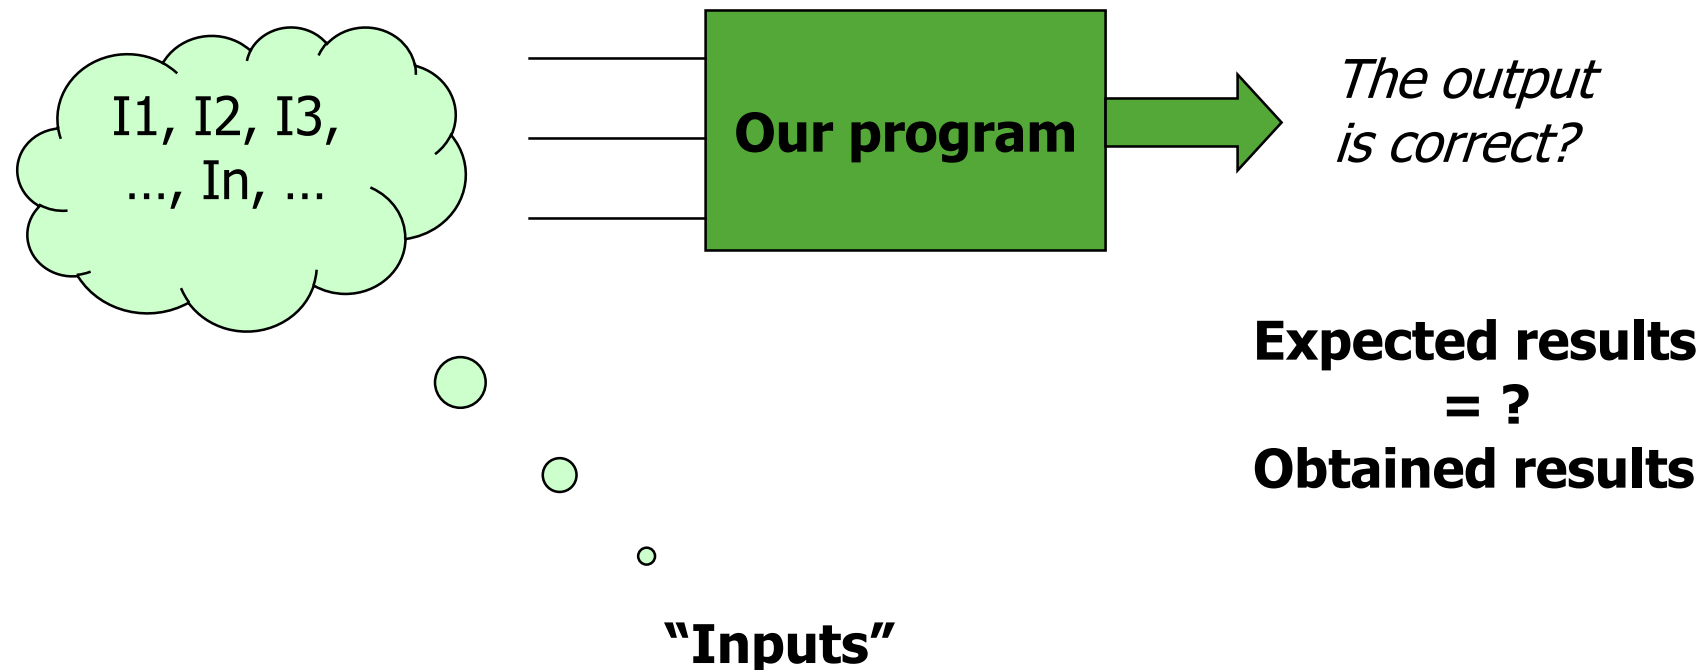 I1, I2, I3,
…, In, …
Our program
The output
is correct?
Expected results
= ?
Obtained results
“Inputs”